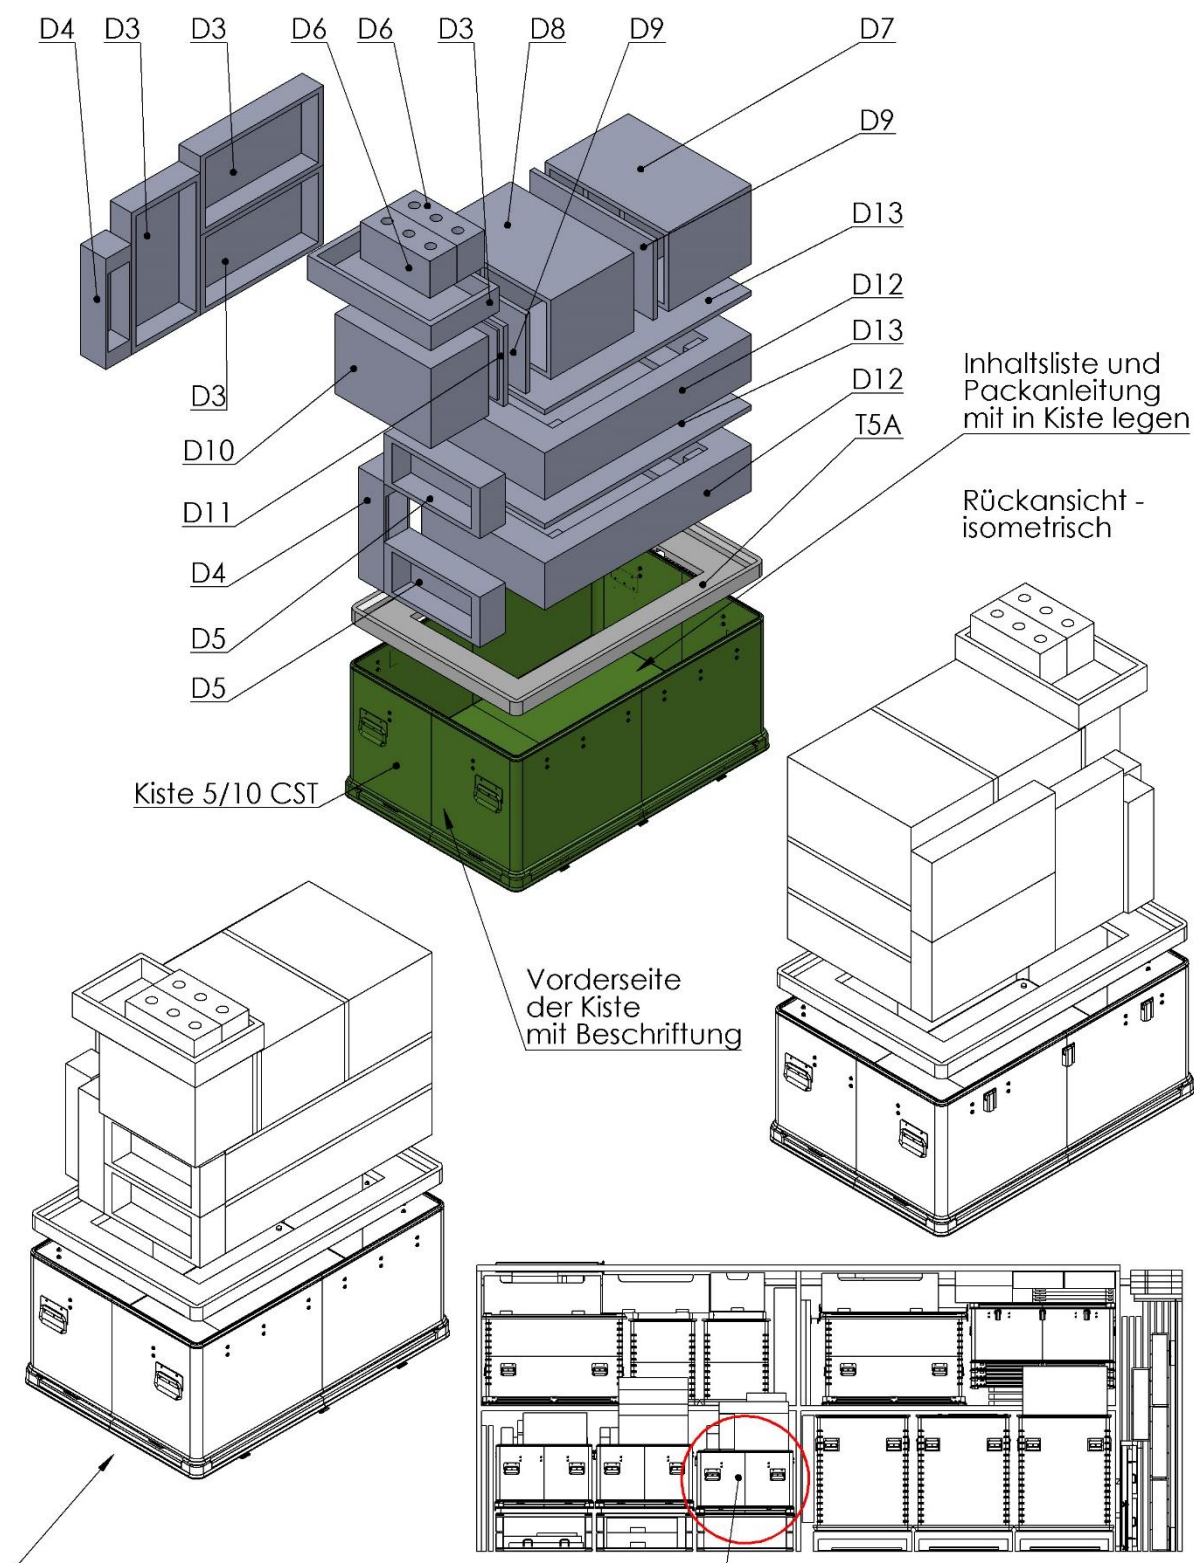 D4
D3
D3
D6
D6
D3
D8
D9
D7
D9
D13
D12
D13
D12
T5A
Inhaltsliste und
Packanleitung
mit in Kiste legen
D3
D10
D11
D4
D5
D5
Rückansicht -
isometrisch
Kiste 5/10 CST
Vorderseite
der Kiste
mit Beschriftung